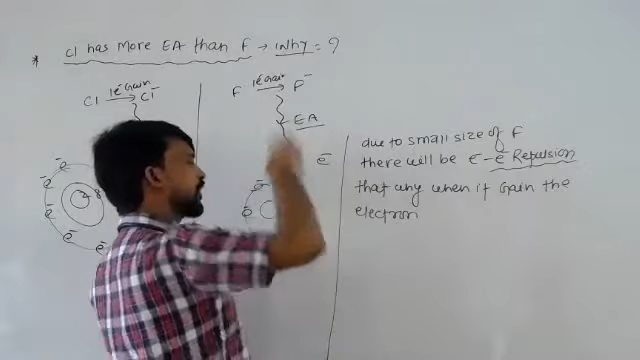 * Cl has More EA than F → Why = ?
Cl 1e⁻ Gain → Cl⁻
F 1e⁻ Gain → F⁻
EA
e⁻
e⁻
e⁻
e⁻
e⁻
e⁻
e⁻
e⁻
due to small size of F
there will be e⁻-e⁻ Repulsion
that why when it Gain the
electron